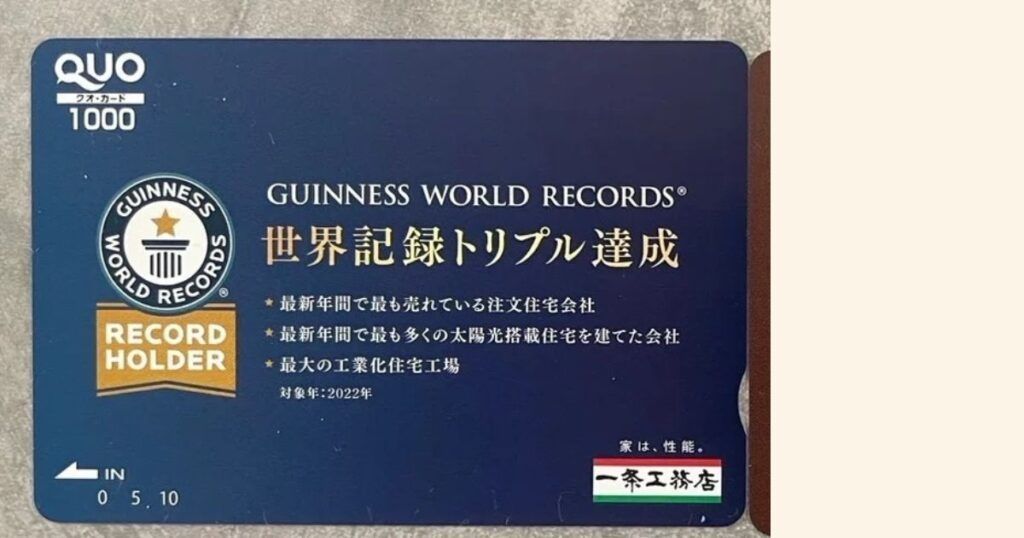 QUO
クオ・カード
1000
GUINNESS WORLD RECORDS®
RECORD
HOLDER
GUINNESS WORLD RECORDS®
世界記録トリプル達成
★ 最新年間で最も売れている注文住宅会社
★ 最新年間で最も多くの太陽光搭載住宅を建てた会社
★ 最大の工業化住宅工場
対象年：2022年
家は、性能。
一条工務店
IN
0 5 10